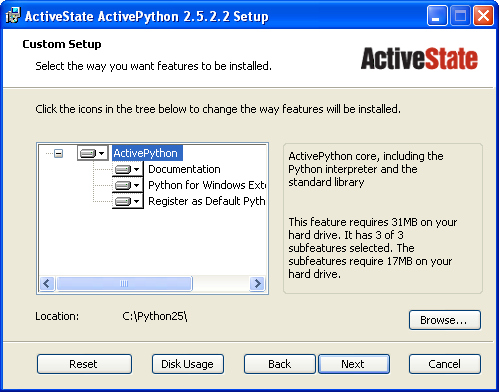 ActiveState ActivePython 2.5.2.2 Setup
Custom Setup
Select the way you want features to be installed.
ActiveState
Click the icons in the tree below to change the way features will be installed.
ActivePython
Documentation
Python for Windows Exte
Register as Default Pyth
ActivePython core, including the
Python interpreter and the
standard library
This feature requires 31MB on your
hard drive. It has 3 of 3
subfeatures selected. The
subfeatures require 17MB on your
hard drive.
Location: C:\Python25\
Browse...
Reset Disk Usage Back Next Cancel